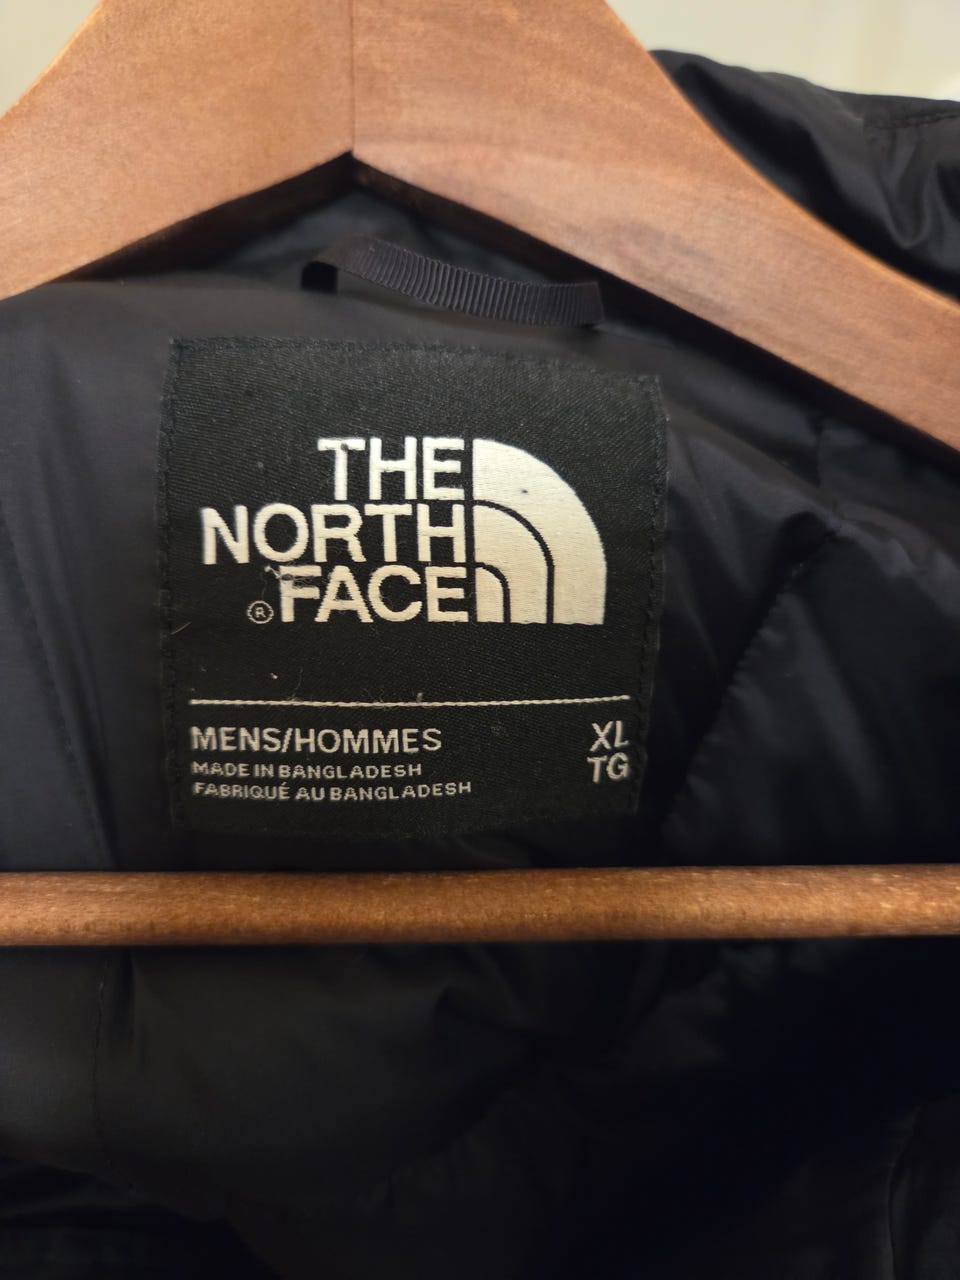 THE
NORTH
FACE
®
MENS/HOMMES
MADE IN BANGLADESH
FABRIQUÉ AU BANGLADESH
XL
TG